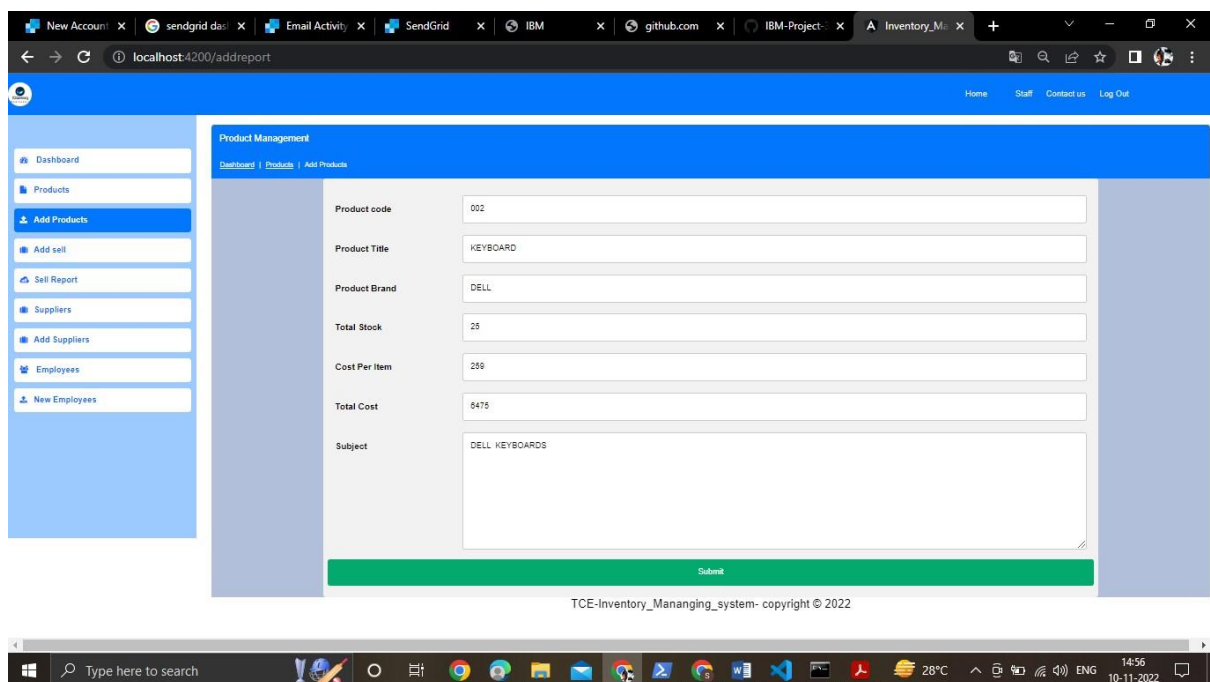 New Account
sendgrid das
Email Activity
SendGrid
IBM
github.com
IBM-Project-
Inventory_Ma
localhost:4200/addreport
Home Staff Contact us Log Out
Product Management
Dashboard | Products | Add Products
Dashboard
Products
Add Products
Add sell
Sell Report
Suppliers
Add Suppliers
Employees
New Employees
Product code 002
Product Title KEYBOARD
Product Brand DELL
Total Stock 25
Cost Per Item 259
Total Cost 6475
Subject DELL KEYBOARDS
Submit
TCE-Inventory_Mananging_system- copyright © 2022
Type here to search
28°C
ENG
14:56
10-11-2022